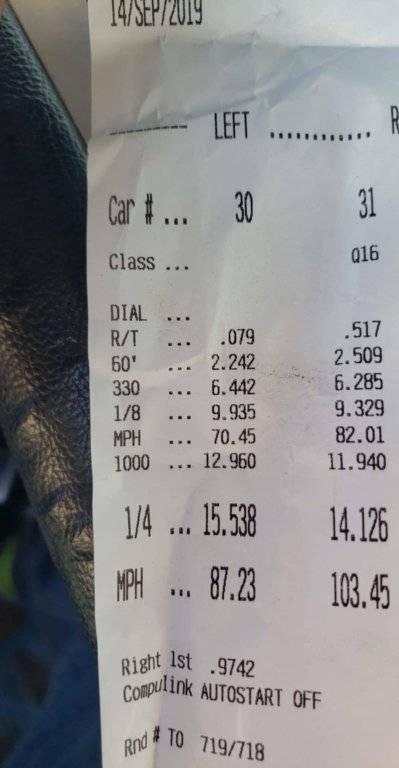 14/SEP/2019
--------- LEFT ............ R
Car # ... 30 31
Class ... Q16
DIAL ...
R/T ... .079 .517
60' ... 2.242 2.509
330 ... 6.442 6.285
1/8 ... 9.935 9.329
MPH ... 70.45 82.01
1000 ... 12.960 11.940
1/4 ... 15.538 14.126
MPH ... 87.23 103.45
Right 1st .9742
Compulink AUTOSTART OFF
Rnd # TO 719/718